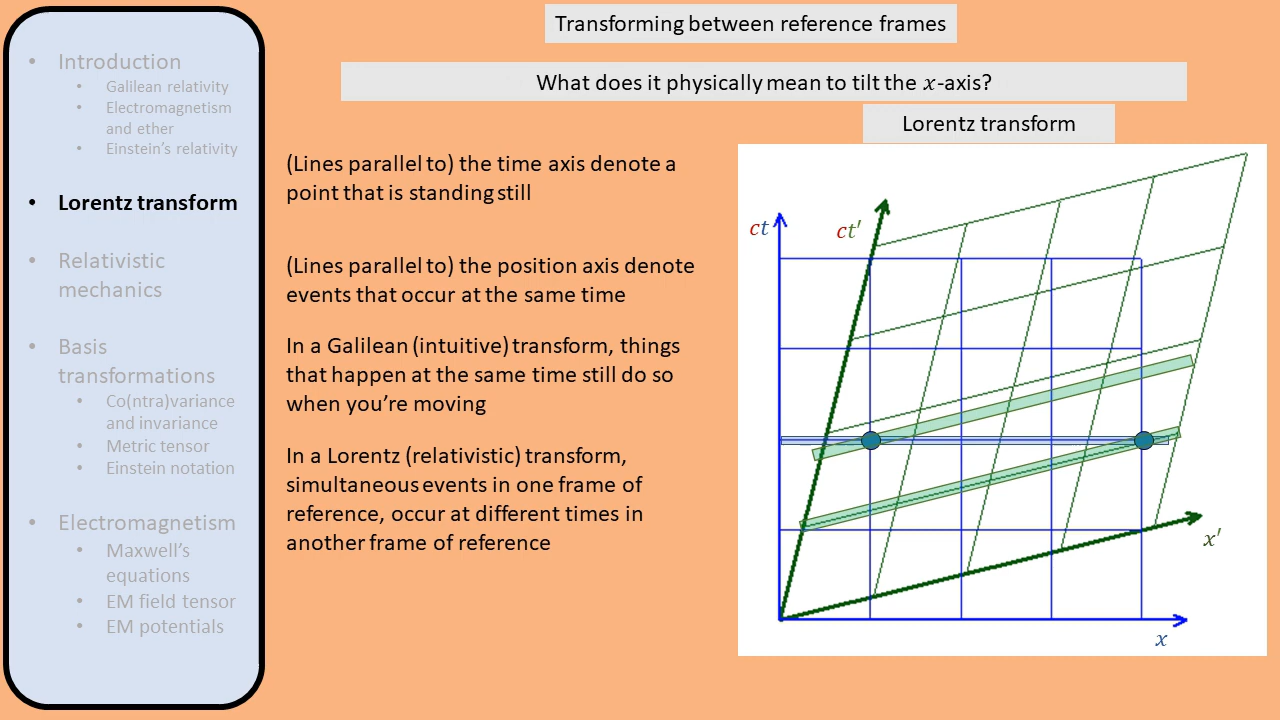 Transforming between reference frames
What does it physically mean to tilt the x-axis?
Lorentz transform
• Introduction
• Galilean relativity
• Electromagnetism
and ether
• Einstein's relativity
• Lorentz transform
• Relativistic
mechanics
• Basis
transformations
• Co(ntra)variance
and invariance
• Metric tensor
• Einstein notation
• Electromagnetism
• Maxwell's
equations
• EM field tensor
• EM potentials
(Lines parallel to) the time axis denote a
point that is standing still
(Lines parallel to) the position axis denote
events that occur at the same time
In a Galilean (intuitive) transform, things
that happen at the same time still do so
when you're moving
In a Lorentz (relativistic) transform,
simultaneous events in one frame of
reference, occur at different times in
another frame of reference
ct
ct′
x′
x